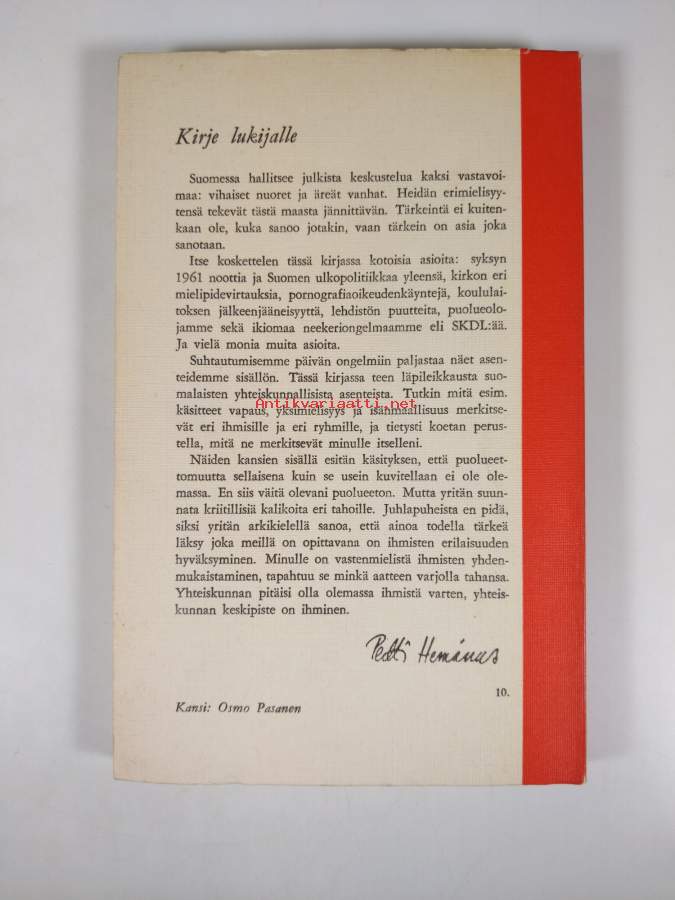 Kirje lukijalle
Suomessa hallitsee julkista keskustelua kaksi vastavoi-
maa: vihaiset nuoret ja äreät vanhat. Heidän erimielisyy-
tensä tekevät tästä maasta jännittävän. Tärkeintä ei kuiten-
kaan ole, kuka sanoo jotakin, vaan tärkein on asia joka
sanotaan.
Itse koskettelen tässä kirjassa kotoisia asioita: syksyn
1961 noottia ja Suomen ulkopolitiikkaa yleensä, kirkon eri
mielipidevirtauksia, pornografiaoikeudenkäyntejä, koululai-
toksen jälkeenjääneisyyttä, lehdistön puutteita, puolueolo-
jamme sekä ikiomaa neekeriongelmaamme eli SKDL:ää.
Ja vielä monia muita asioita.
Suhtautumisemme päivän ongelmiin paljastaa näet asen-
teidemme sisällön. Tässä kirjassa teen läpileikkausta suo-
malaisten yhteiskunnallisista asenteista. Tutkin mitä esim.
Antikvariaatti.net
käsitteet vapaus, yksimielisyys ja isänmaallisuus merkitse-
vät eri ihmisille ja eri ryhmille, ja tietysti koetan perus-
tella, mitä ne merkitsevät minulle itselleni.
Näiden kansien sisällä esitän käsityksen, että puolueet-
tomuutta sellaisena kuin se usein kuvitellaan ei ole ole-
massa. En siis väitä olevani puolueeton. Mutta yritän suun-
nata kriitillisiä kalikoita eri tahoille. Juhlapuheista en pidä,
siksi yritän arkikielellä sanoa, että ainoa todella tärkeä
läksy joka meillä on opittavana on ihmisten erilaisuuden
hyväksyminen. Minulle on vastenmielistä ihmisten yhden-
mukaistaminen, tapahtuu se minkä aatteen varjolla tahansa.
Yhteiskunnan pitäisi olla olemassa ihmistä varten, yhteis-
kunnan keskipiste on ihminen.
Pertti Hemánus
10.
Kansi: Osmo Pasanen